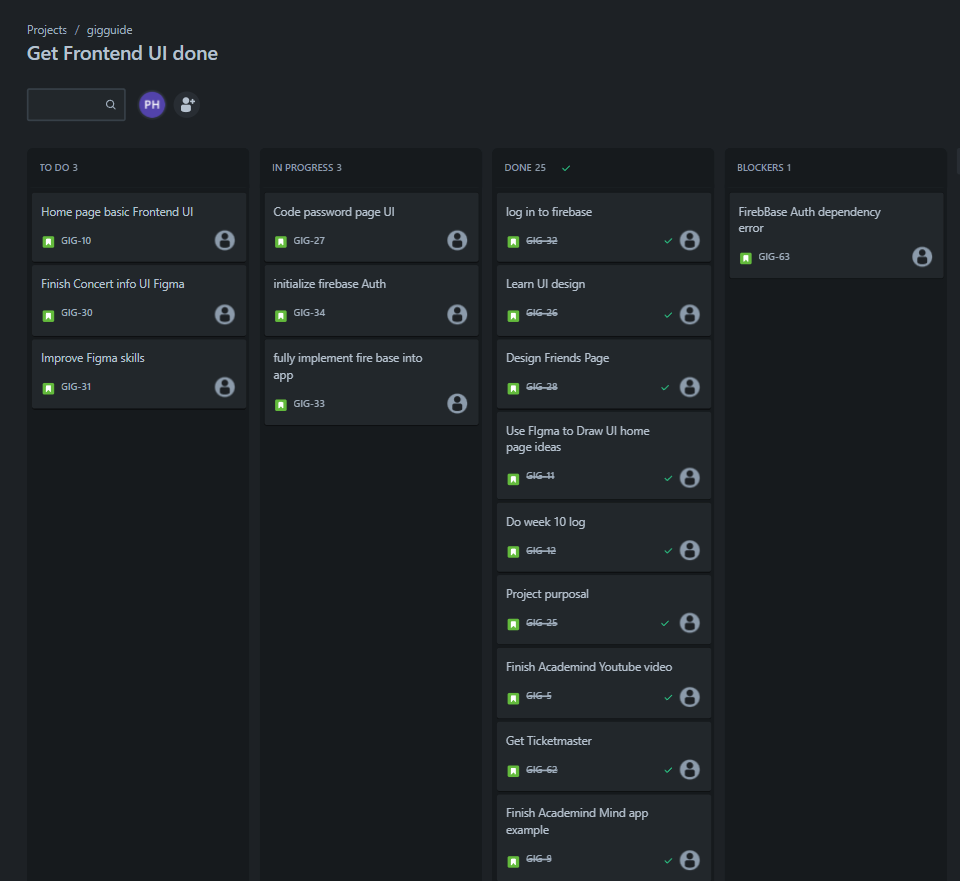 Projects / gigguide
Get Frontend UI done
PH
TO DO 3
Home page basic Frontend UI
GIG-10
Finish Concert info UI Figma
GIG-30
Improve Figma skills
GIG-31
IN PROGRESS 3
Code password page UI
GIG-27
initialize firebase Auth
GIG-34
fully implement fire base into
app
GIG-33
DONE 25
log in to firebase
GIG-32
Learn UI design
GIG-26
Design Friends Page
GIG-28
Use FIgma to Draw UI home
page ideas
GIG-11
Do week 10 log
GIG-12
Project purposal
GIG-25
Finish Academind Youtube video
GIG-5
Get Ticketmaster
GIG-62
Finish Academind Mind app
example
GIG-9
BLOCKERS 1
FirebBase Auth dependency
error
GIG-63